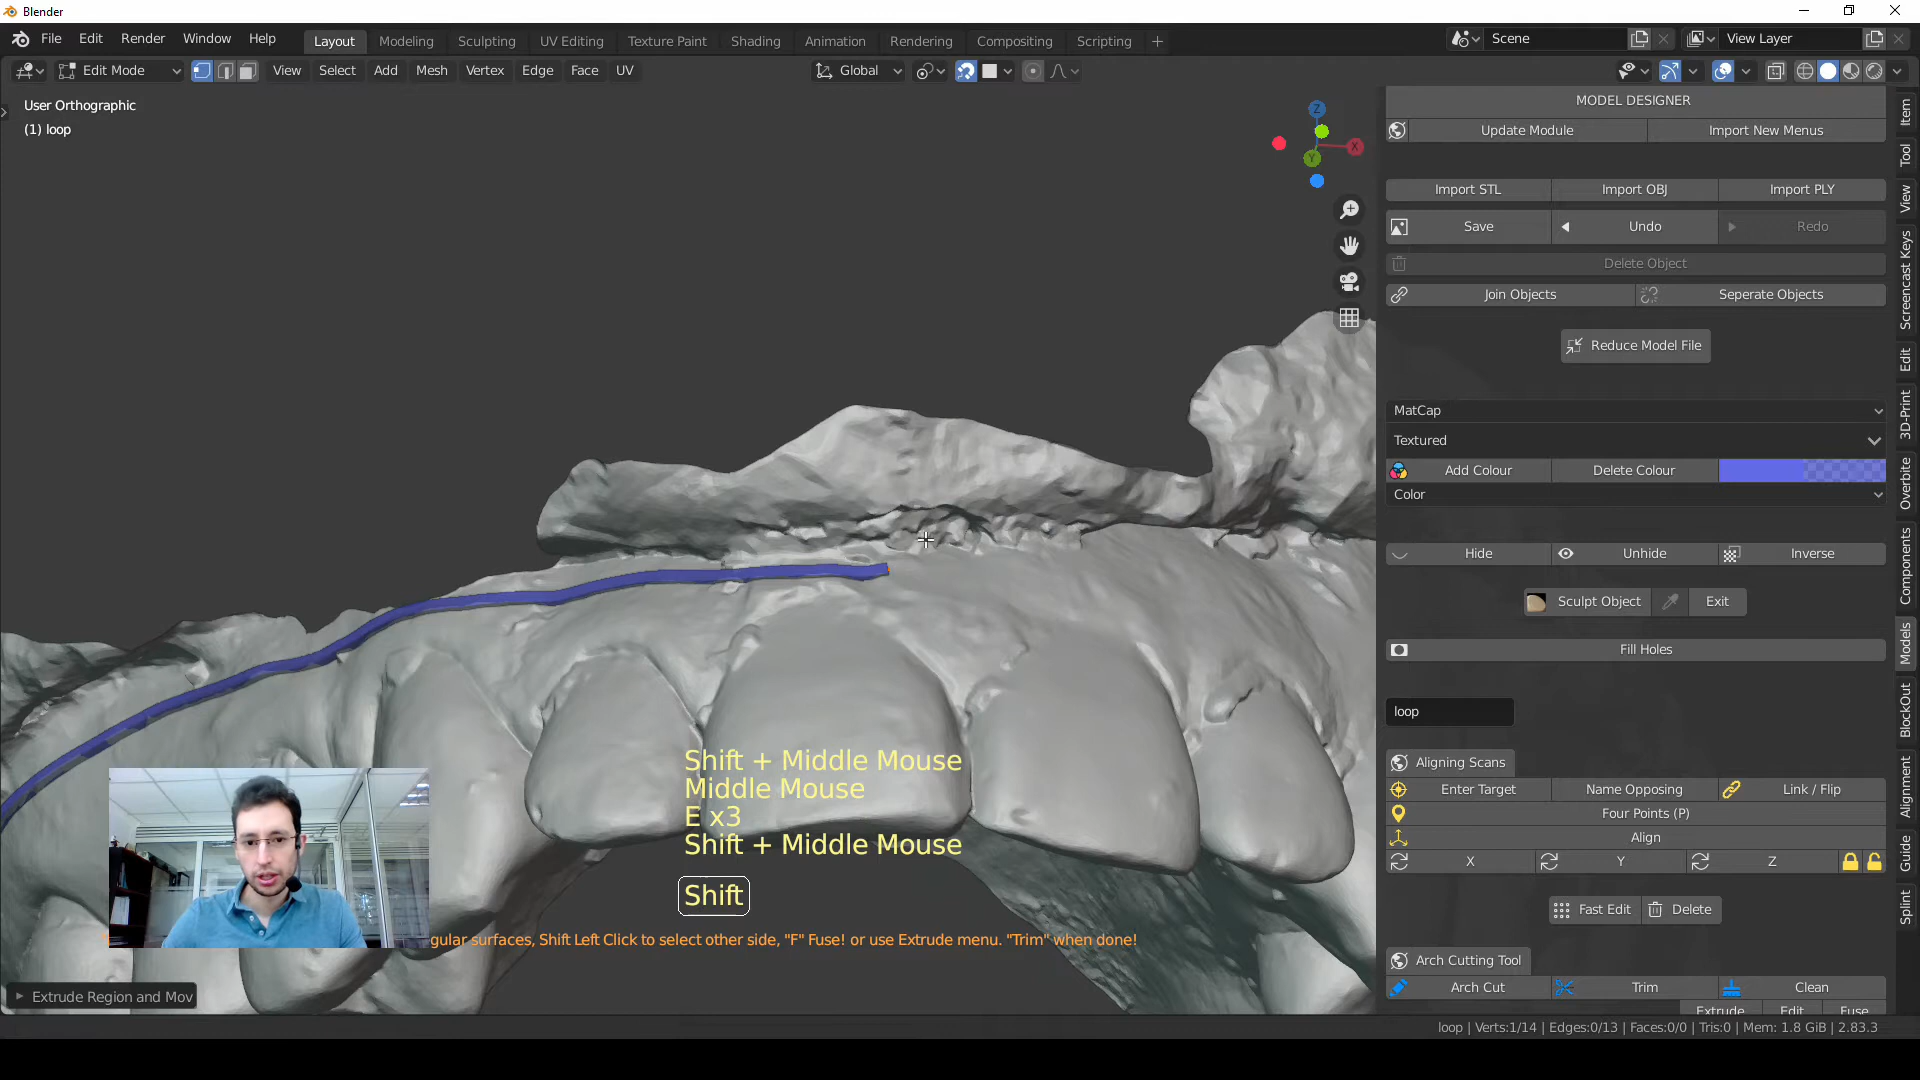 Blender
File Edit Render Window Help
Layout Modeling Sculpting UV Editing Texture Paint Shading Animation Rendering Compositing Scripting +
Scene
View Layer
Edit Mode View Select Add Mesh Vertex Edge Face UV
Global
User Orthographic
(1) loop
Z
X
Y
MODEL DESIGNER
Update Module Import New Menus
Import STL Import OBJ Import PLY
Save Undo Redo
Delete Object
Join Objects Seperate Objects
Reduce Model File
MatCap
Textured
Add Colour Delete Colour
Color
Hide Unhide Inverse
Sculpt Object Exit
Fill Holes
loop
Aligning Scans
Enter Target Name Opposing Link / Flip
Four Points (P)
Align
X Y Z
Fast Edit Delete
Arch Cutting Tool
Arch Cut Trim Clean
Extrude Edit Fuse
Item
Tool
View
Screencast Keys
Edit
3D-Print
Overbite
Components
Models
BlockOut
Alignment
Guide
Splint
Shift + Middle Mouse
Middle Mouse
E x3
Shift + Middle Mouse
Shift
gular surfaces, Shift Left Click to select other side, "F" Fuse! or use Extrude menu. "Trim" when done!
Extrude Region and Mov
loop | Verts:1/14 | Edges:0/13 | Faces:0/0 | Tris:0 | Mem: 1.8 GiB | 2.83.3